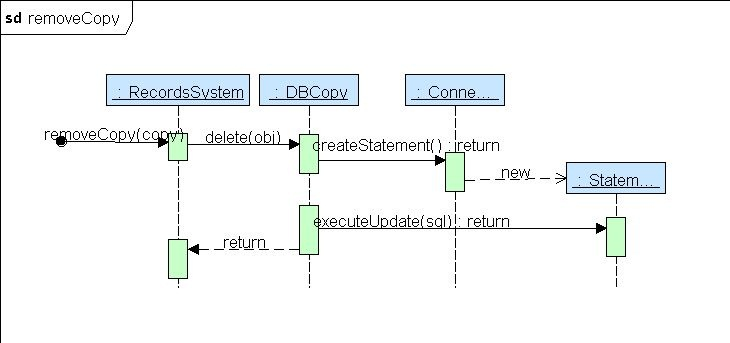 sd removeCopy
: RecordsSystem
: DBCopy
: Conne...
removeCopy(copy)
delete(obj)
createStatement() : return
new
: Statem...
executeUpdate(sql) : return
return